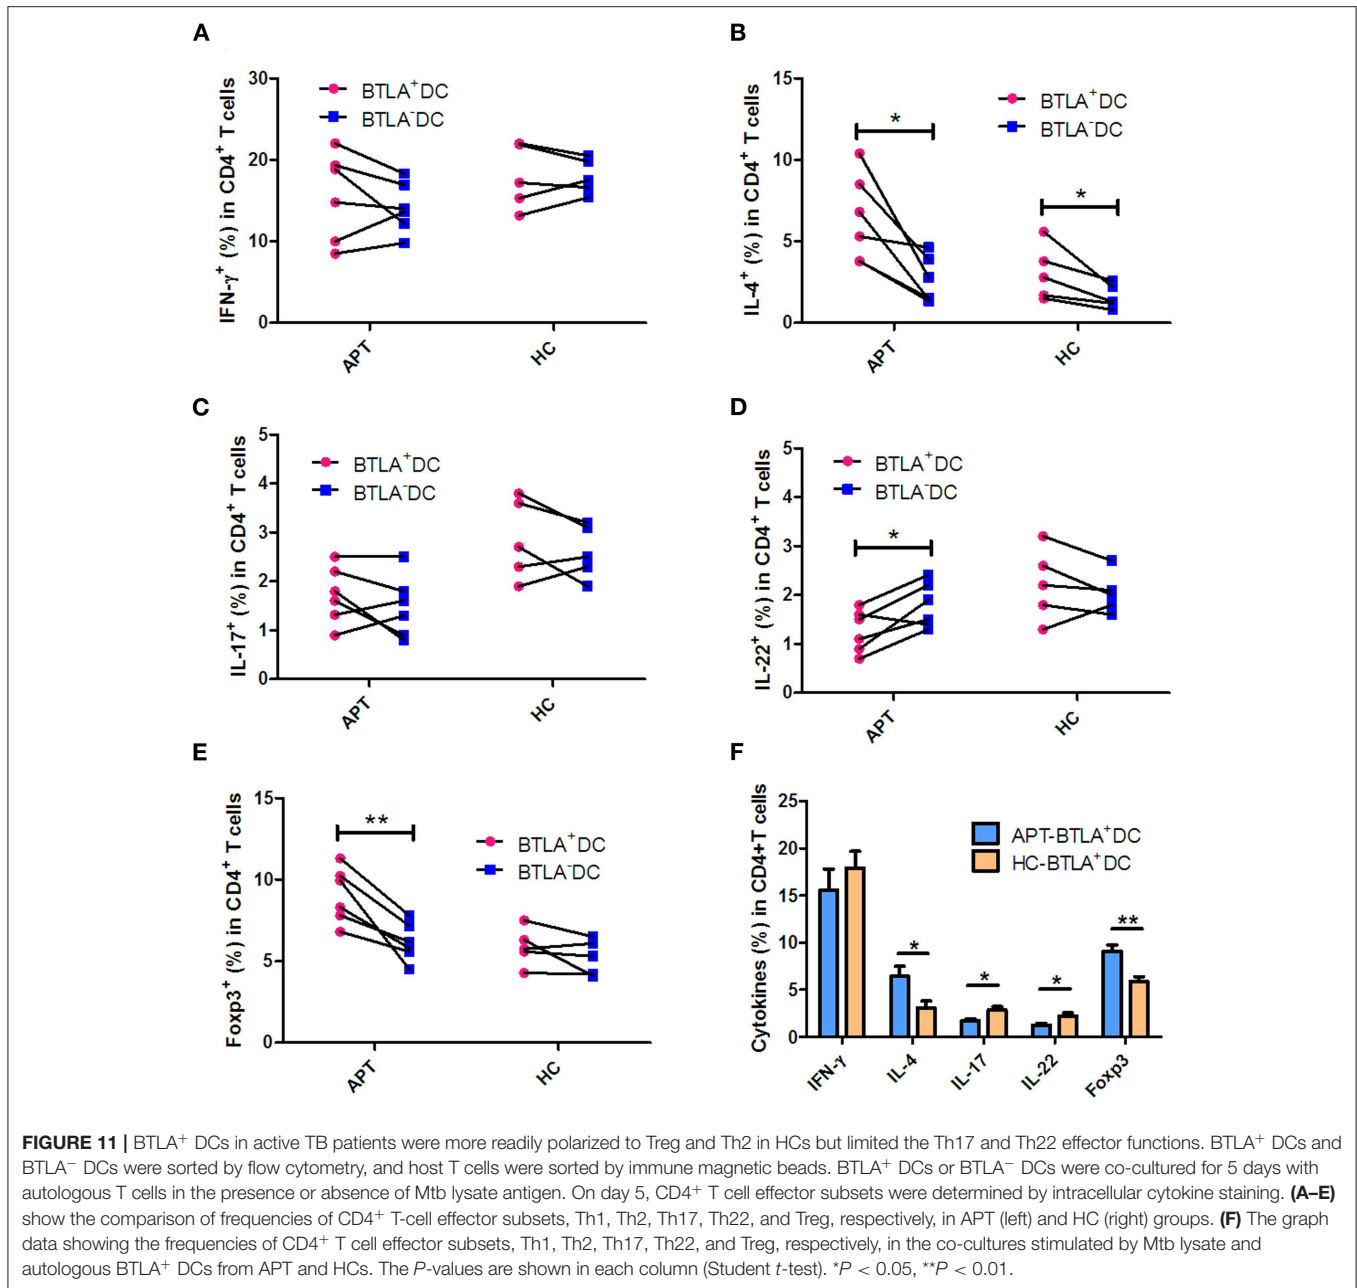 A
IFN-γ⁺ (%) in CD4⁺ T cells
30
20
10
0
BTLA⁺DC
BTLA⁻DC
APT
HC
B
IL-4⁺ (%) in CD4⁺ T cells
15
10
5
0
BTLA⁺DC
BTLA⁻DC
*
*
APT
HC
C
IL-17⁺ (%) in CD4⁺ T cells
5
4
3
2
1
0
BTLA⁺DC
BTLA⁻DC
APT
HC
D
IL-22⁺ (%) in CD4⁺ T cells
5
4
3
2
1
0
BTLA⁺DC
BTLA⁻DC
*
APT
HC
E
Foxp3⁺ (%) in CD4⁺ T cells
15
10
5
0
**
BTLA⁺DC
BTLA⁻DC
APT
HC
F
Cytokines (%) in CD4+T cells
25
20
15
10
5
0
APT-BTLA⁺DC
HC-BTLA⁺DC
*
*
*
**
IFN-γ
IL-4
IL-17
IL-22
Foxp3
FIGURE 11 | BTLA⁺ DCs in active TB patients were more readily polarized to Treg and Th2 in HCs but limited the Th17 and Th22 effector functions. BTLA⁺ DCs and
BTLA⁻ DCs were sorted by flow cytometry, and host T cells were sorted by immune magnetic beads. BTLA⁺ DCs or BTLA⁻ DCs were co-cultured for 5 days with
autologous T cells in the presence or absence of Mtb lysate antigen. On day 5, CD4⁺ T cell effector subsets were determined by intracellular cytokine staining. (A–E)
show the comparison of frequencies of CD4⁺ T-cell effector subsets, Th1, Th2, Th17, Th22, and Treg, respectively, in APT (left) and HC (right) groups. (F) The graph
data showing the frequencies of CD4⁺ T cell effector subsets, Th1, Th2, Th17, Th22, and Treg, respectively, in the co-cultures stimulated by Mtb lysate and
autologous BTLA⁺ DCs from APT and HCs. The P-values are shown in each column (Student t-test). *P < 0.05, **P < 0.01.